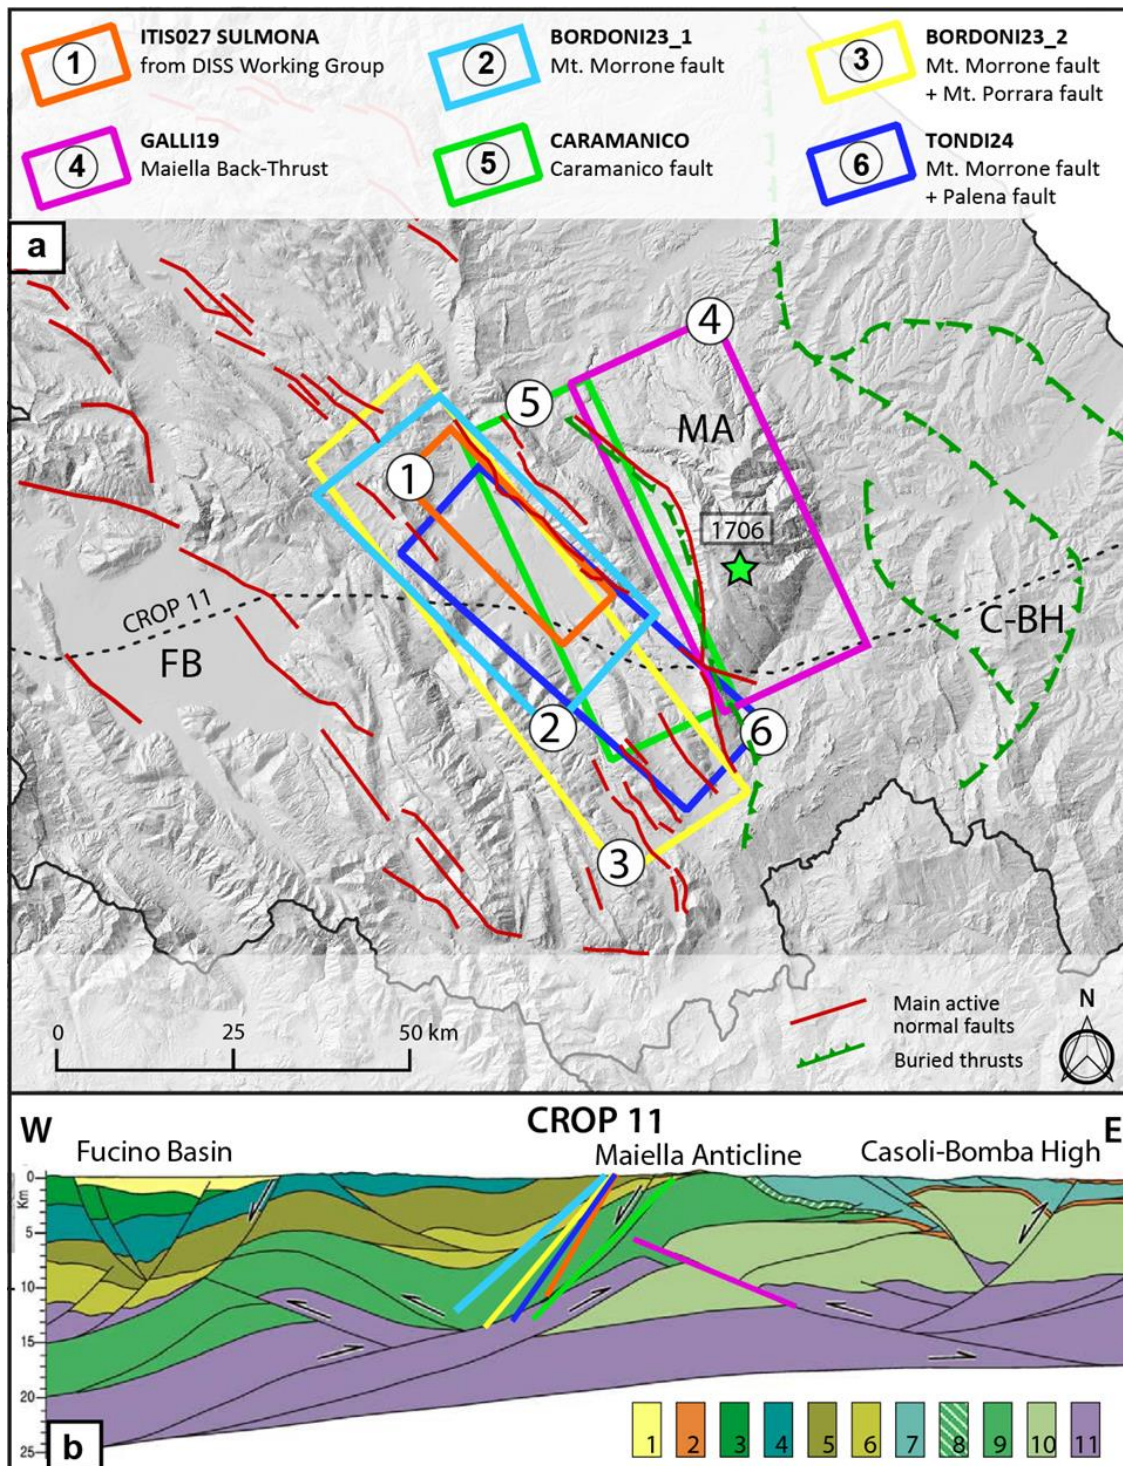 1
ITIS027 SULMONA
from DISS Working Group
2
BORDONI23_1
Mt. Morrone fault
3
BORDONI23_2
Mt. Morrone fault
+ Mt. Porrara fault
4
GALLI19
Maiella Back-Thrust
5
CARAMANICO
Caramanico fault
6
TONDI24
Mt. Morrone fault
+ Palena fault
a
4
5
MA
1
1706
CROP 11
C-BH
FB
2
6
3
Main active
normal faults
N
0 25 50 km
Buried thrusts
W
CROP 11
E
Fucino Basin
Maiella Anticline
Casoli-Bomba High
0
Km
5
10
15
20
25
b
1 2 3 4 5 6 7 8 9 10 11